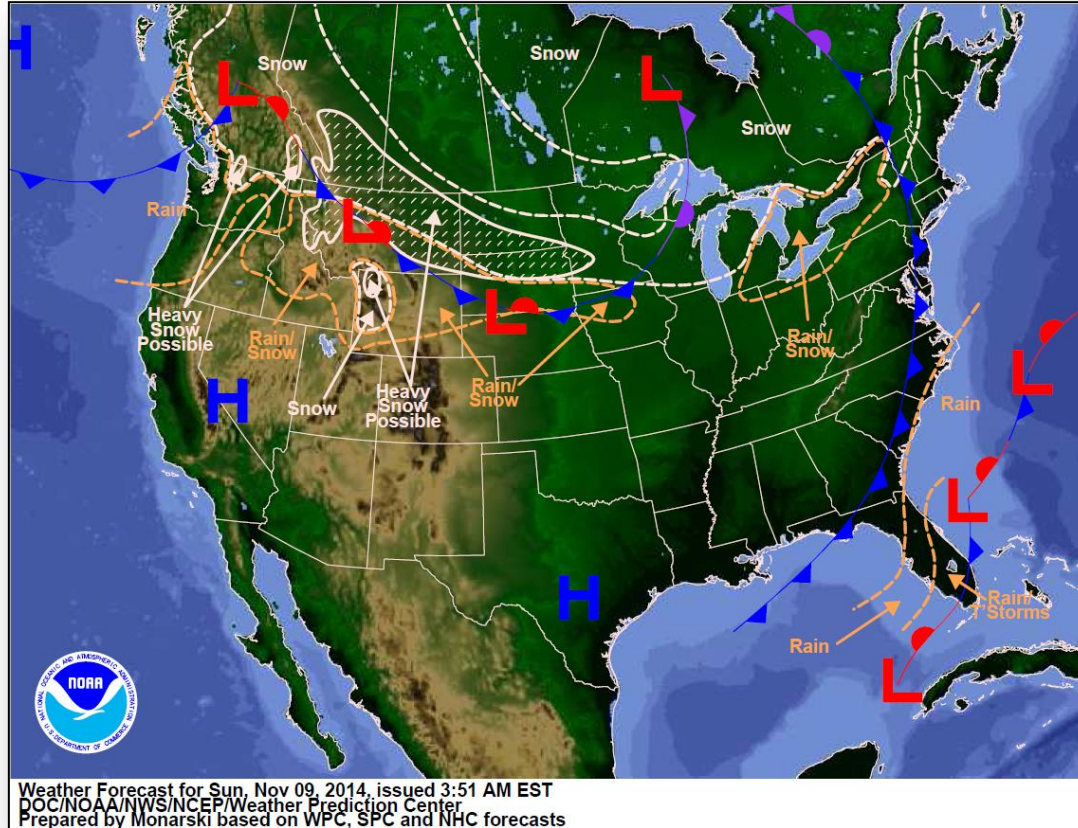 H
Snow
Snow
L
L
Snow
Rain
L
Heavy
Snow
Possible
Rain/
Snow
L
Rain/
Snow
L
H
Snow
Heavy
Snow
Possible
Rain/
Snow
Rain
L
H
Rain/
T'Storms
Rain
L
NATIONAL OCEANIC AND ATMOSPHERIC ADMINISTRATION
NOAA
U.S. DEPARTMENT OF COMMERCE
Weather Forecast for Sun, Nov 09, 2014, issued 3:51 AM EST
DOC/NOAA/NWS/NCEP/Weather Prediction Center
Prepared by Monarski based on WPC, SPC and NHC forecasts